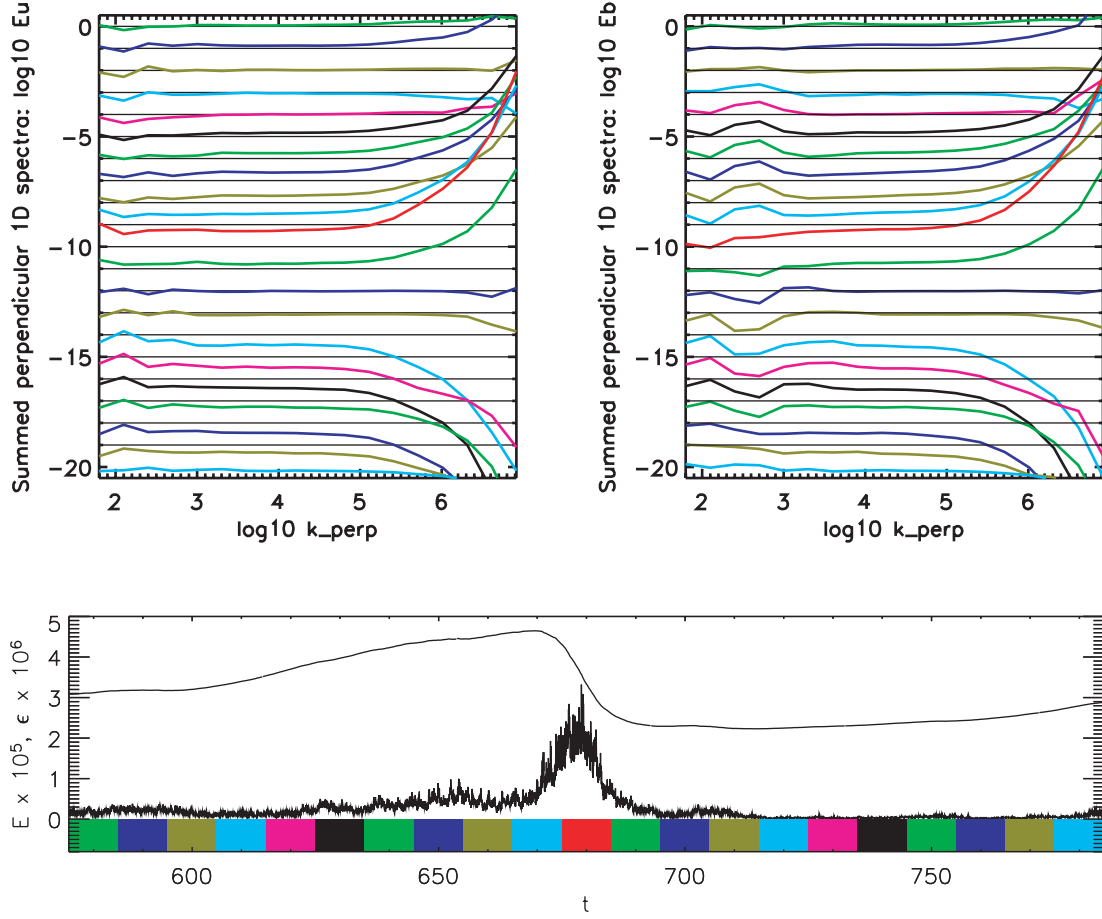 Summed perpendicular 1D spectra: log10 Eu
0
−5
−10
−15
−20
2 3 4 5 6
log10 k_perp
Summed perpendicular 1D spectra: log10 Eb
0
−5
−10
−15
−20
2 3 4 5 6
log10 k_perp
E x 10⁵, ϵ x 10⁶
5
4
3
2
1
0
600 650 700 750
t